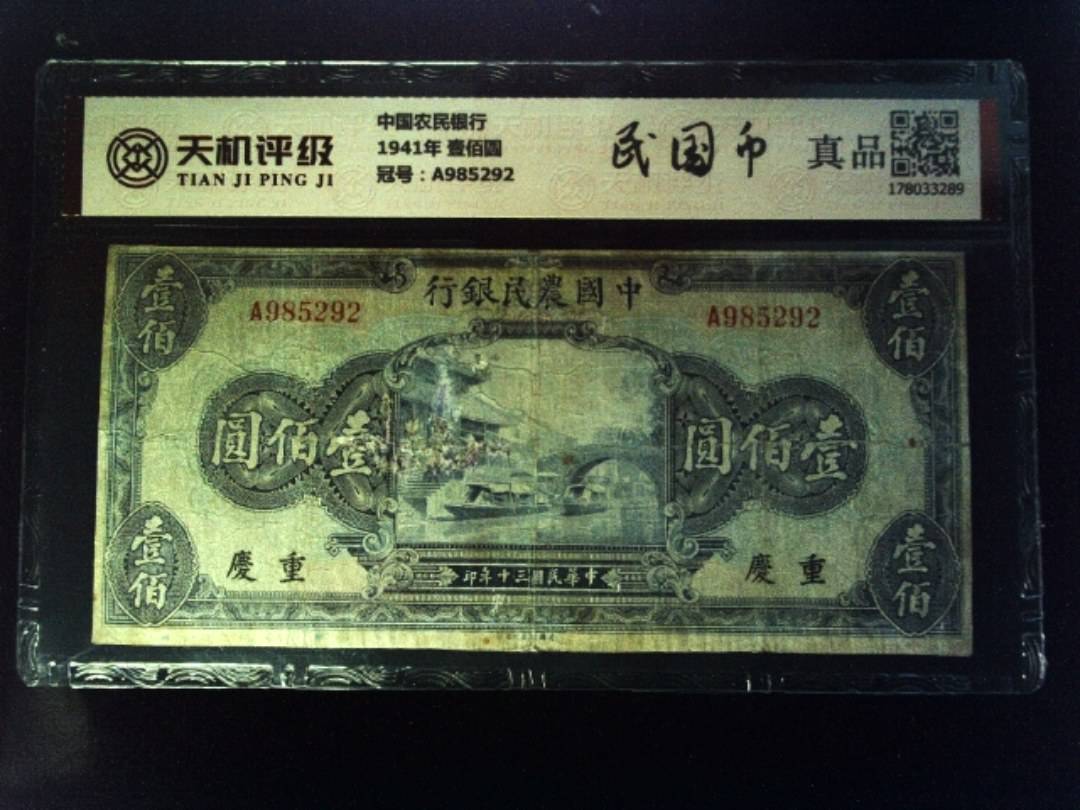 天机评级
TIAN JI PING JI
中国农民银行
1941年 壹佰圆
冠号：A985292
民国币
真品
178033289
行銀民農國中
A985292
A985292
壹佰
壹佰
圓佰壹
圓佰壹
慶重
慶重
壹佰
壹佰
印年十三國民華中